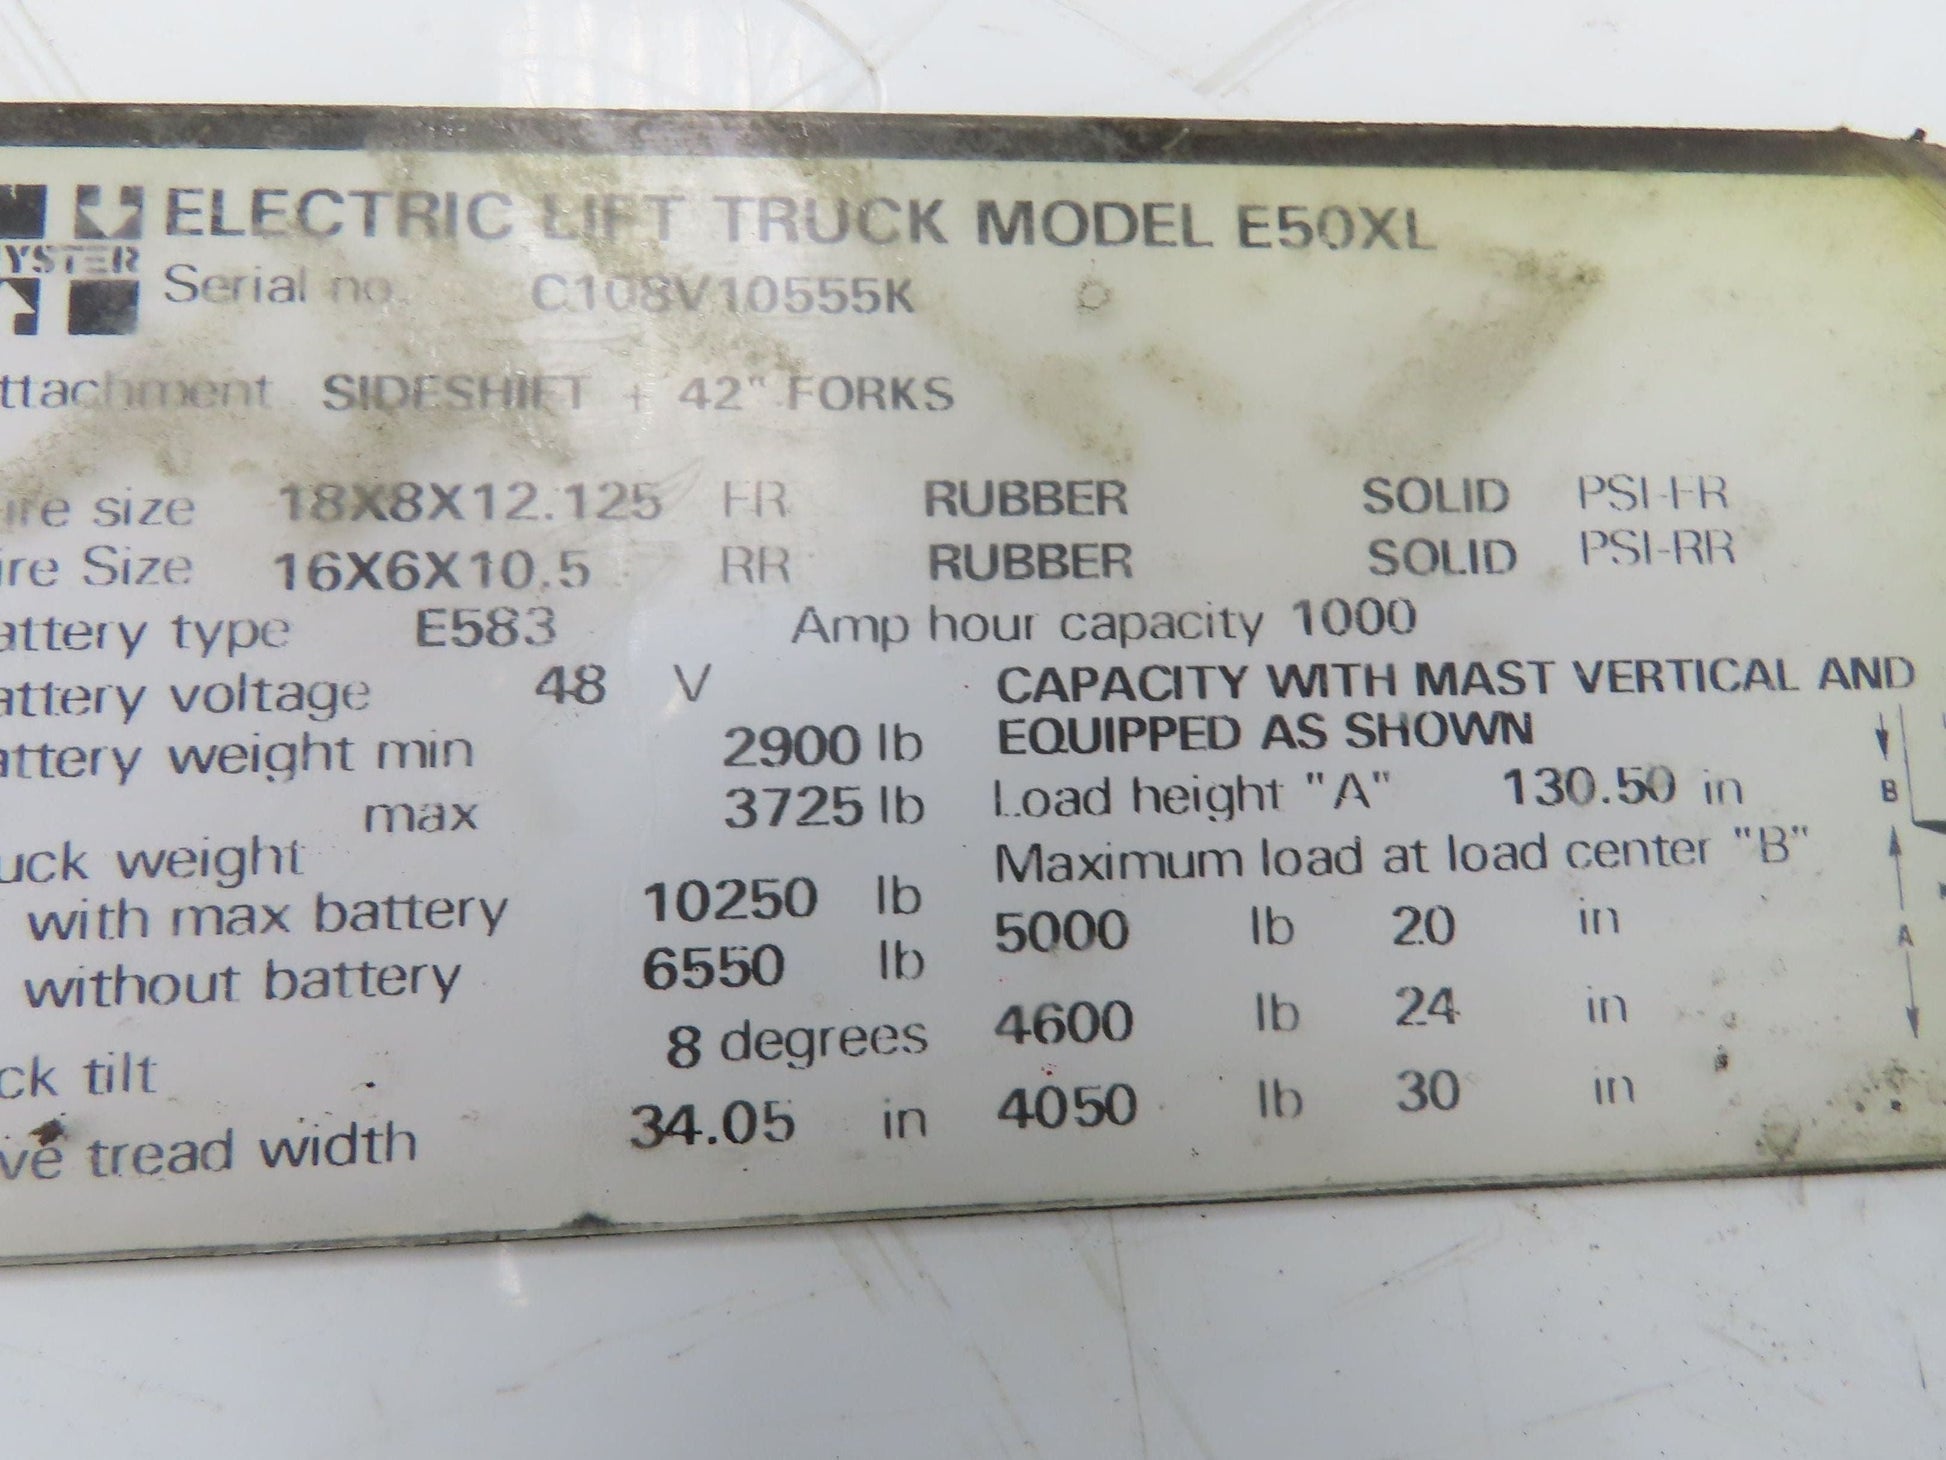 ELECTRIC LIFT TRUCK MODEL E50XL
YSTER
Serial no. C108V10555K
ttachment SIDESHIFT + 42" FORKS
ire size 18X8X12.125 FR RUBBER SOLID PSI-FR
ire Size 16X6X10.5 RR RUBBER SOLID PSI-RR
attery type E583 Amp hour capacity 1000
attery voltage 48 V
attery weight min 2900 lb
max 3725 lb
uck weight
with max battery 10250 lb
without battery 6550 lb
ck tilt 8 degrees
ve tread width 34.05 in
CAPACITY WITH MAST VERTICAL AND
EQUIPPED AS SHOWN
Load height "A" 130.50 in
Maximum load at load center "B"
5000 lb 20 in
4600 lb 24 in
4050 lb 30 in
B
A